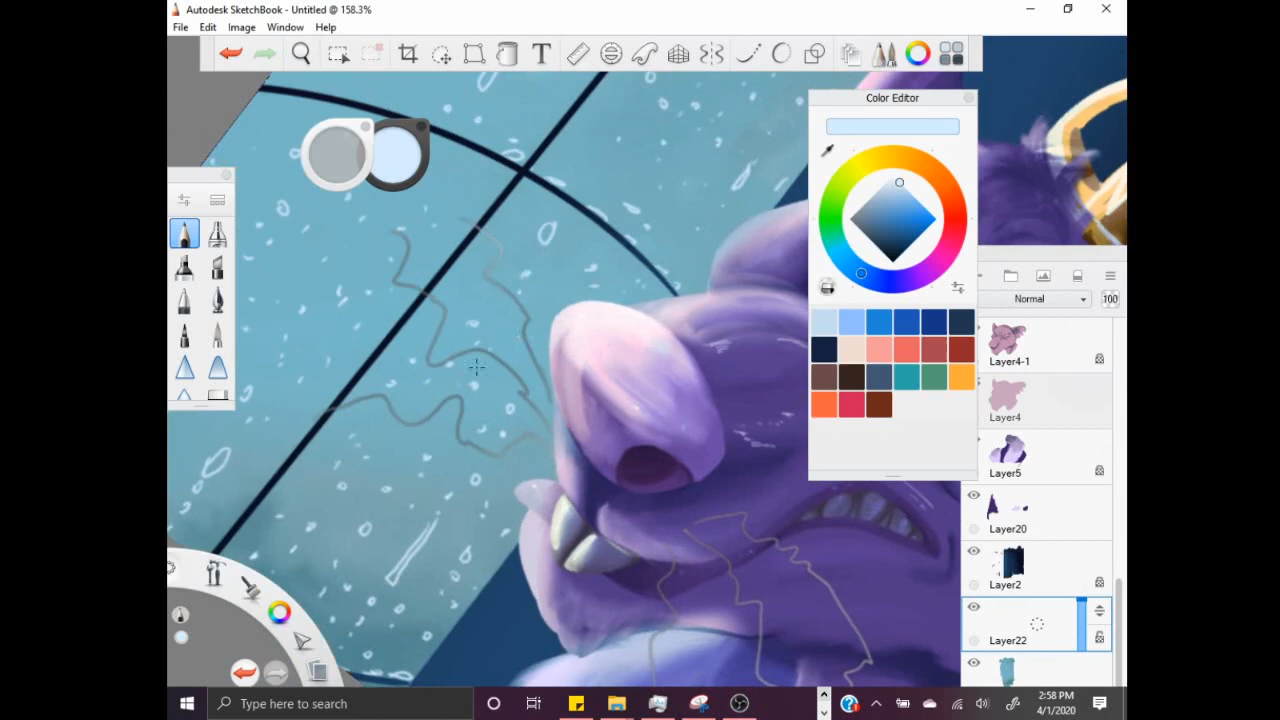 Autodesk SketchBook - Untitled @ 158.3%
File Edit Image Window Help
T
Color Editor
Normal 100
Layer4-1
Layer4
Layer5
Layer20
Layer2
Layer22
Type here to search
2:58 PM
4/1/2020